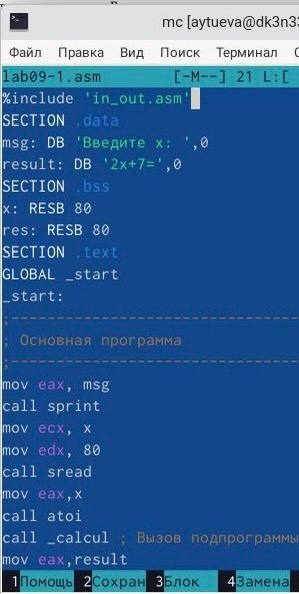 mc [aytueva@dk3n3
Файл Правка Вид Поиск Терминал
lab09-1.asm [-M--] 21 L:[
%include 'in_out.asm'
SECTION .data
msg: DB 'Введите x: ',0
result: DB '2x+7=',0
SECTION .bss
x: RESB 80
res: RESB 80
SECTION .text
GLOBAL _start
_start:
;------------------------------------
; Основная программа
;------------------------------------
mov eax, msg
call sprint
mov ecx, x
mov edx, 80
call sread
mov eax,x
call atoi
call _calcul ; Вызов подпрограммы
mov eax,result
1Помощь 2Сохран 3Блок 4Замена